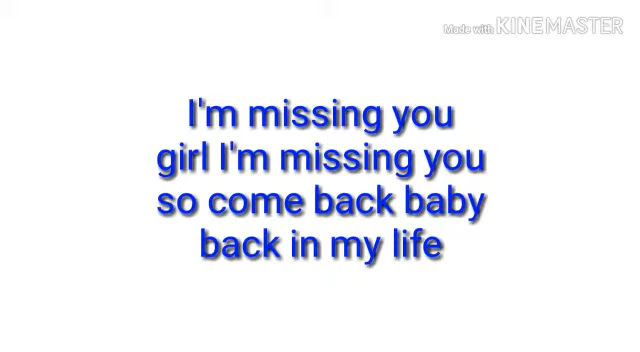 Made with KINEMASTER
I'm missing you
girl I'm missing you
so come back baby
back in my life